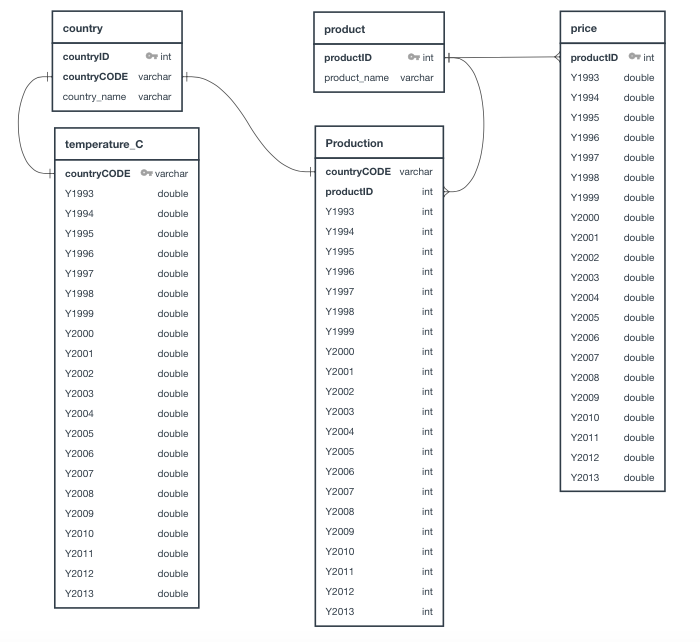 country
countryID int
countryCODE varchar
country_name varchar
temperature_C
countryCODE varchar
Y1993 double
Y1994 double
Y1995 double
Y1996 double
Y1997 double
Y1998 double
Y1999 double
Y2000 double
Y2001 double
Y2002 double
Y2003 double
Y2004 double
Y2005 double
Y2006 double
Y2007 double
Y2008 double
Y2009 double
Y2010 double
Y2011 double
Y2012 double
Y2013 double
product
productID int
product_name varchar
Production
countryCODE varchar
productID int
Y1993 int
Y1994 int
Y1995 int
Y1996 int
Y1997 int
Y1998 int
Y1999 int
Y2000 int
Y2001 int
Y2002 int
Y2003 int
Y2004 int
Y2005 int
Y2006 int
Y2007 int
Y2008 int
Y2009 int
Y2010 int
Y2011 int
Y2012 int
Y2013 int
price
productID int
Y1993 double
Y1994 double
Y1995 double
Y1996 double
Y1997 double
Y1998 double
Y1999 double
Y2000 double
Y2001 double
Y2002 double
Y2003 double
Y2004 double
Y2005 double
Y2006 double
Y2007 double
Y2008 double
Y2009 double
Y2010 double
Y2011 double
Y2012 double
Y2013 double